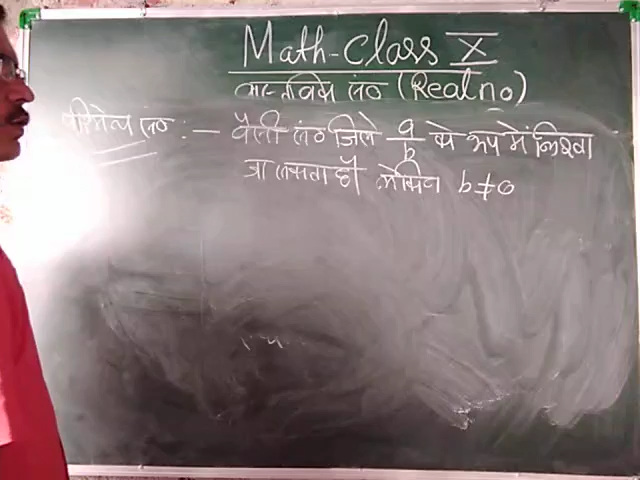 Math-Class X
वास्तविक सं० (Real no)
परिमेय सं० :— वैसी सं० जिसे a/b के रूप में लिखा
जा सकता हो लेकिन b≠0